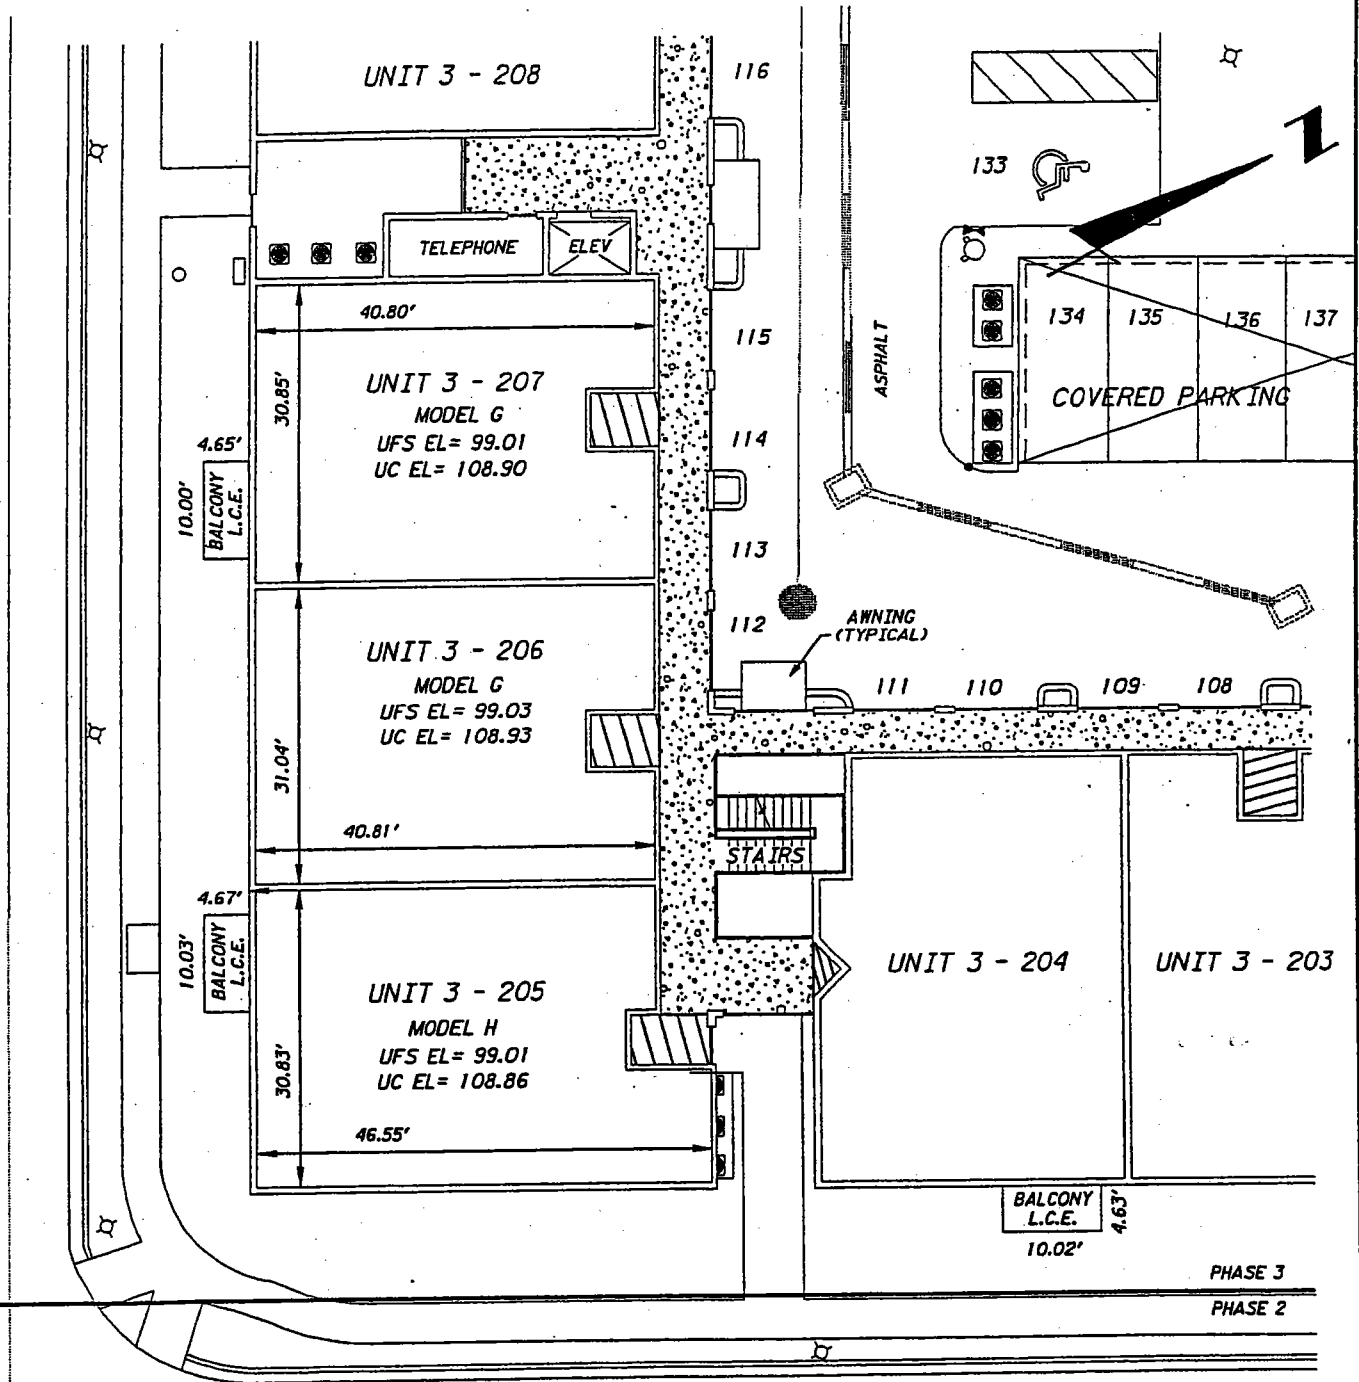 UNIT 3 - 208
116
133
N
TELEPHONE
ELEV
40.80'
30.85'
UNIT 3 - 207
MODEL G
UFS EL= 99.01
UC EL= 108.90
115
114
113
112
ASPHALT
134
135
136
137
COVERED PARKING
4.65'
10.00'
BALCONY
L.C.E.
AWNING
(TYPICAL)
UNIT 3 - 206
MODEL G
UFS EL= 99.03
UC EL= 108.93
31.04'
40.81'
111
110
109
108
STAIRS
4.67'
10.03'
BALCONY
L.C.E.
UNIT 3 - 205
MODEL H
UFS EL= 99.01
UC EL= 108.86
30.83'
46.55'
UNIT 3 - 204
UNIT 3 - 203
BALCONY
L.C.E.
4.63'
10.02'
PHASE 3
PHASE 2